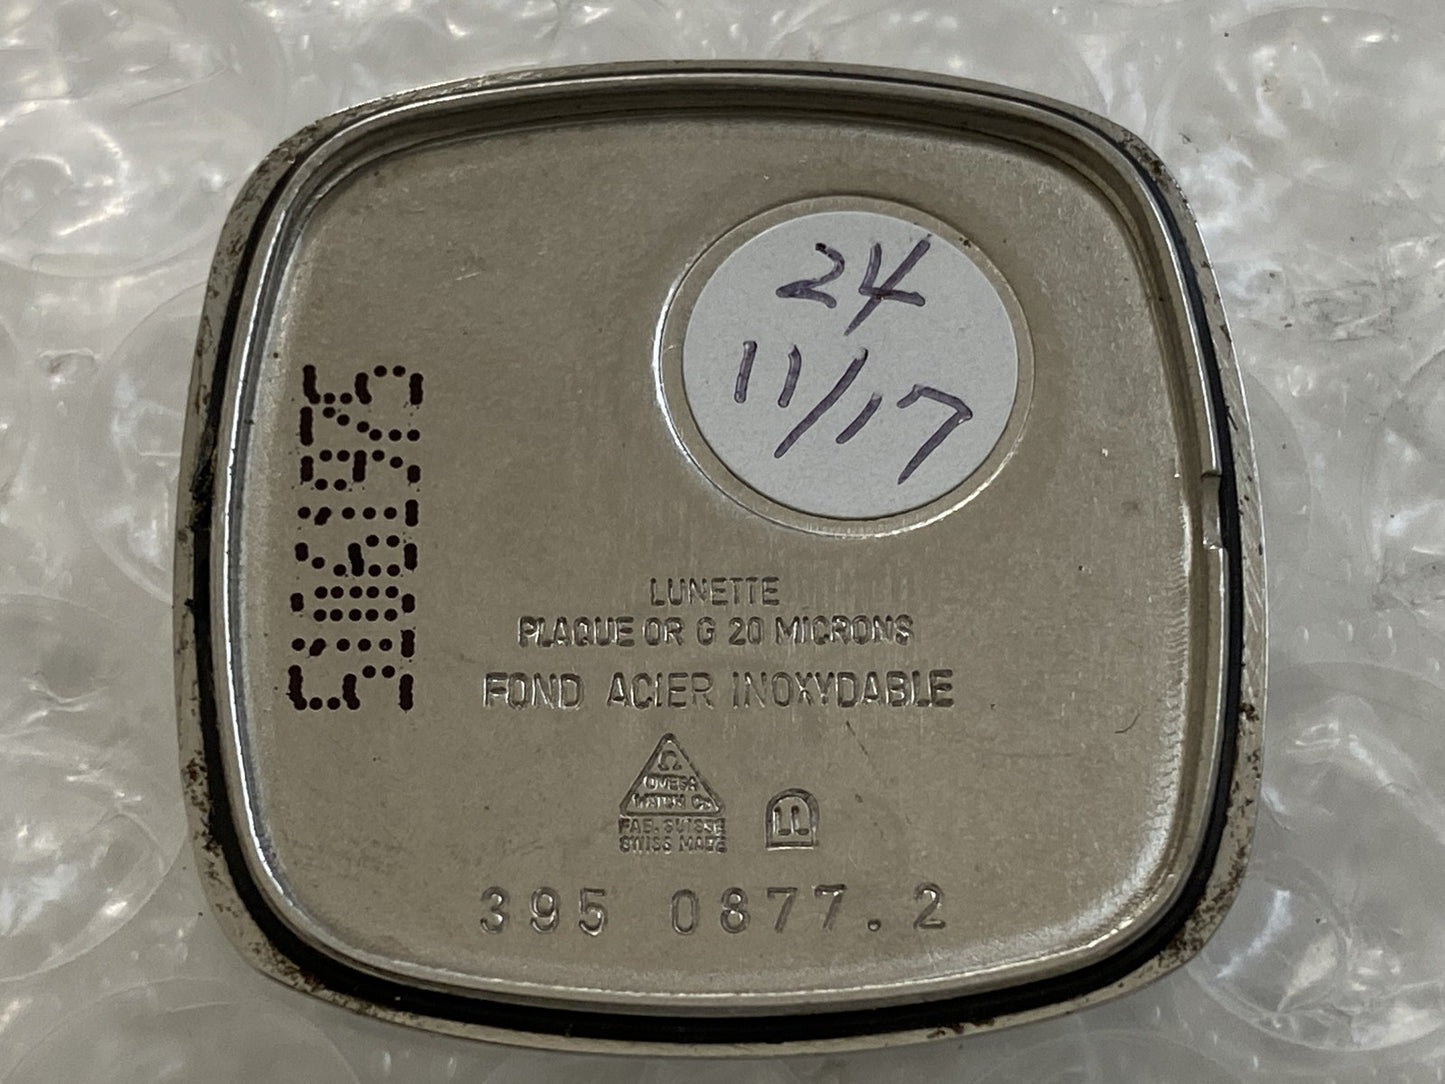 24
11/17
51061975
LUNETTE
PLAQUE OR G 20 MICRONS
FOND ACIER INOXYDABLE
Ω
OMEGA
WATCH Co
FAB. SUISSE
SWISS MADE
395 0877.2